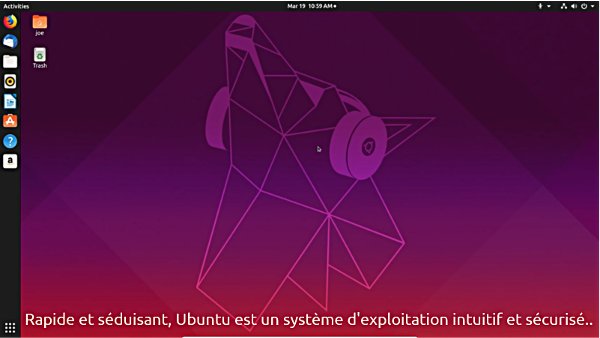 Activities
Mar 19 10:59 AM
joe
Trash
Rapide et séduisant, Ubuntu est un système d'exploitation intuitif et sécurisé..